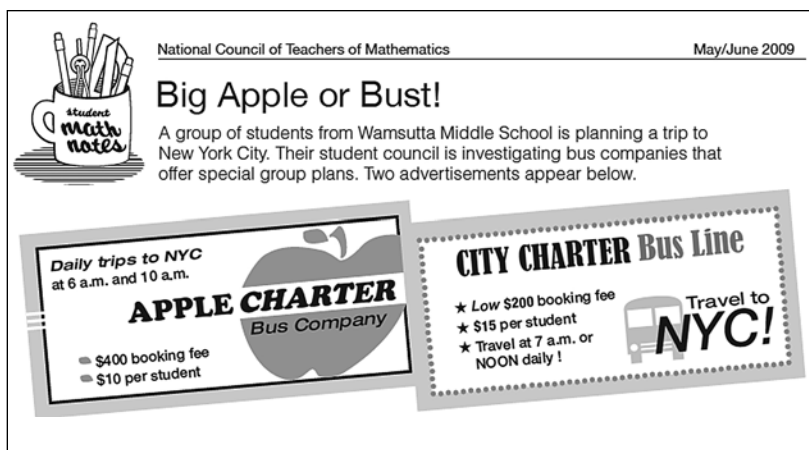 National Council of Teachers of Mathematics May/June 2009
student
math
notes
Big Apple or Bust!
A group of students from Wamsutta Middle School is planning a trip to
New York City. Their student council is investigating bus companies that
offer special group plans. Two advertisements appear below.
Daily trips to NYC
at 6 a.m. and 10 a.m.
APPLE CHARTER
Bus Company
$400 booking fee
$10 per student
CITY CHARTER Bus Line
★ Low $200 booking fee
★ $15 per student
★ Travel at 7 a.m. or
NOON daily !
Travel to
NYC!